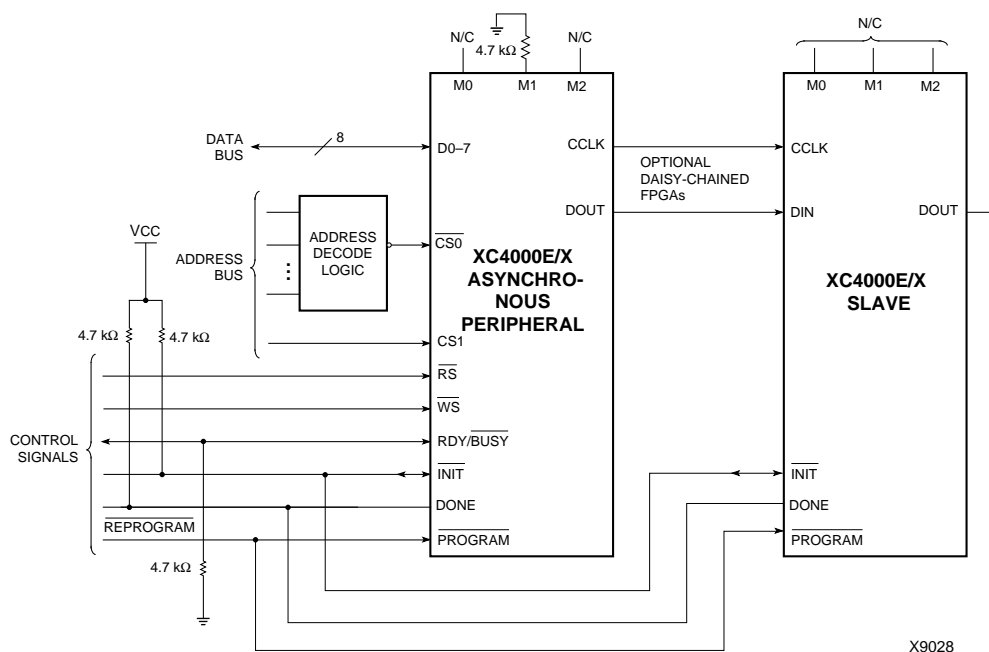 N/C
4.7 kΩ
N/C
N/C
M0
M1
M2
M0
M1
M2
DATA
BUS
8
D0–7
CCLK
CCLK
OPTIONAL
DAISY-CHAINED
FPGAs
DOUT
DIN
DOUT
ADDRESS
BUS
ADDRESS
DECODE
LOGIC
CS0
XC4000E/X
ASYNCHRO-
NOUS
PERIPHERAL
XC4000E/X
SLAVE
VCC
4.7 kΩ
4.7 kΩ
CS1
RS
WS
CONTROL
SIGNALS
RDY/BUSY
INIT
INIT
DONE
DONE
REPROGRAM
PROGRAM
PROGRAM
4.7 kΩ
X9028